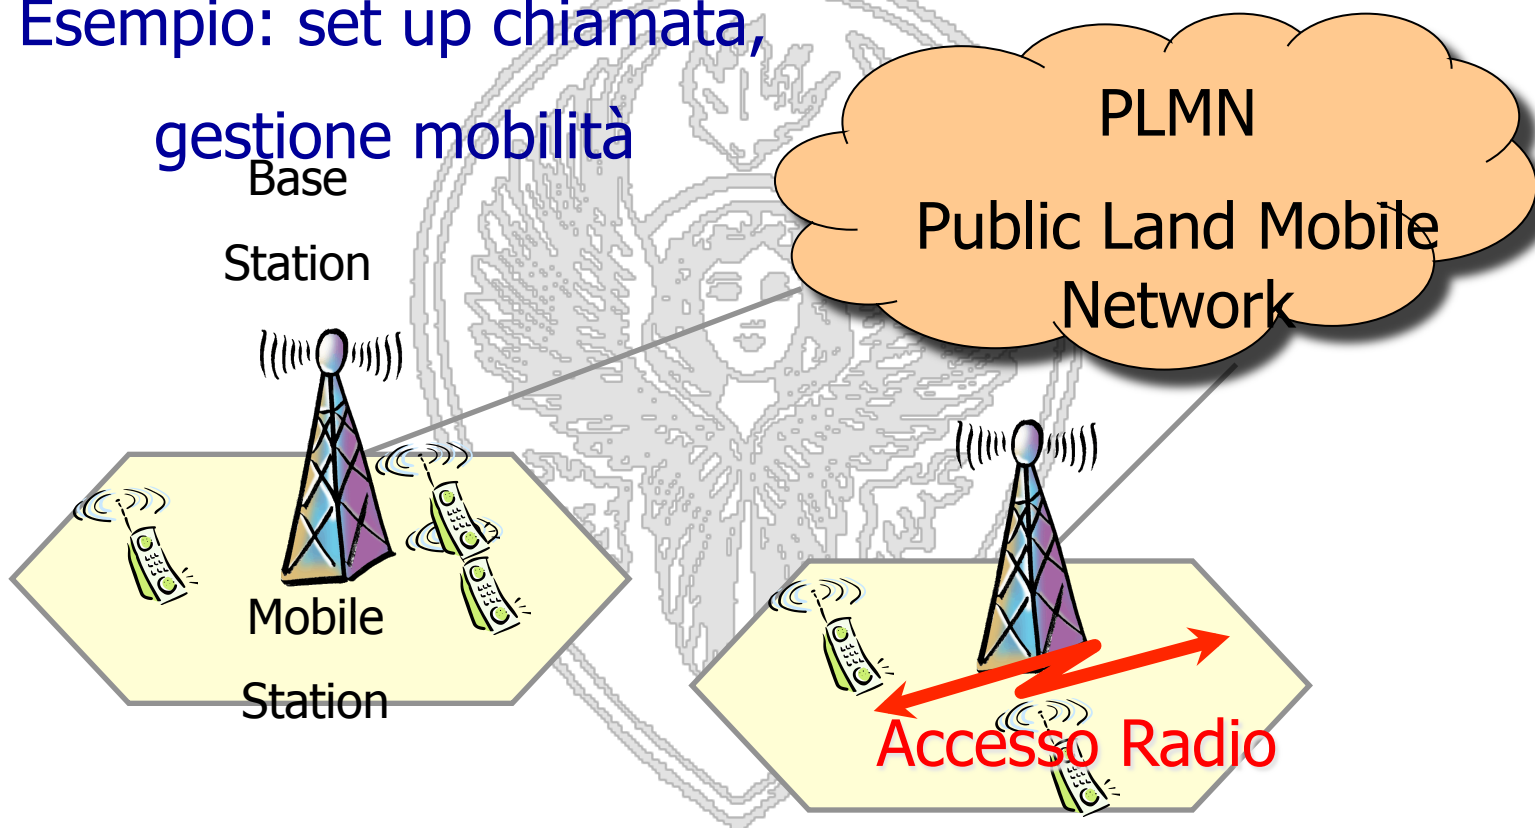 Esempio: set up chiamata,
gestione mobilità
Base
Station
PLMN
Public Land Mobile
Network
Mobile
Station
Accesso Radio